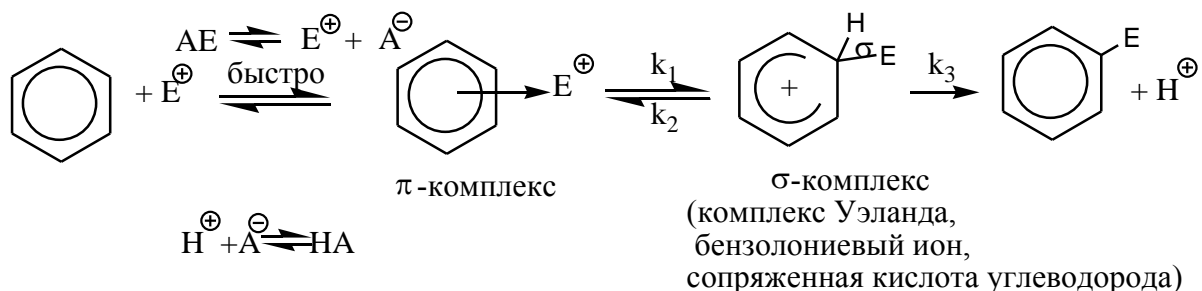 AE ⇌ E⊕ + A⊖
+ E⊕
быстро
E⊕
k1
k2
H
σ
E
+
k3
E
+ H⊕
π-комплекс
σ-комплекс
(комплекс Уэланда,
бензолониевый ион,
сопряженная кислота углеводорода)
H⊕ + A⊖ ⇌ HA